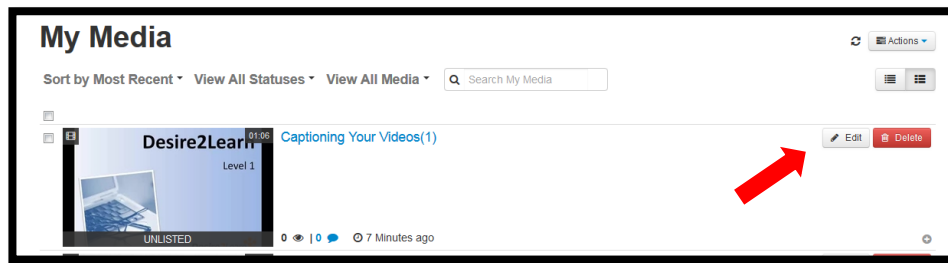 My Media
Actions
Sort by Most Recent View All Statuses View All Media Search My Media
01:06
Desire2Learn
Level 1
UNLISTED
Captioning Your Videos(1)
Edit Delete
0 | 0 7 Minutes ago